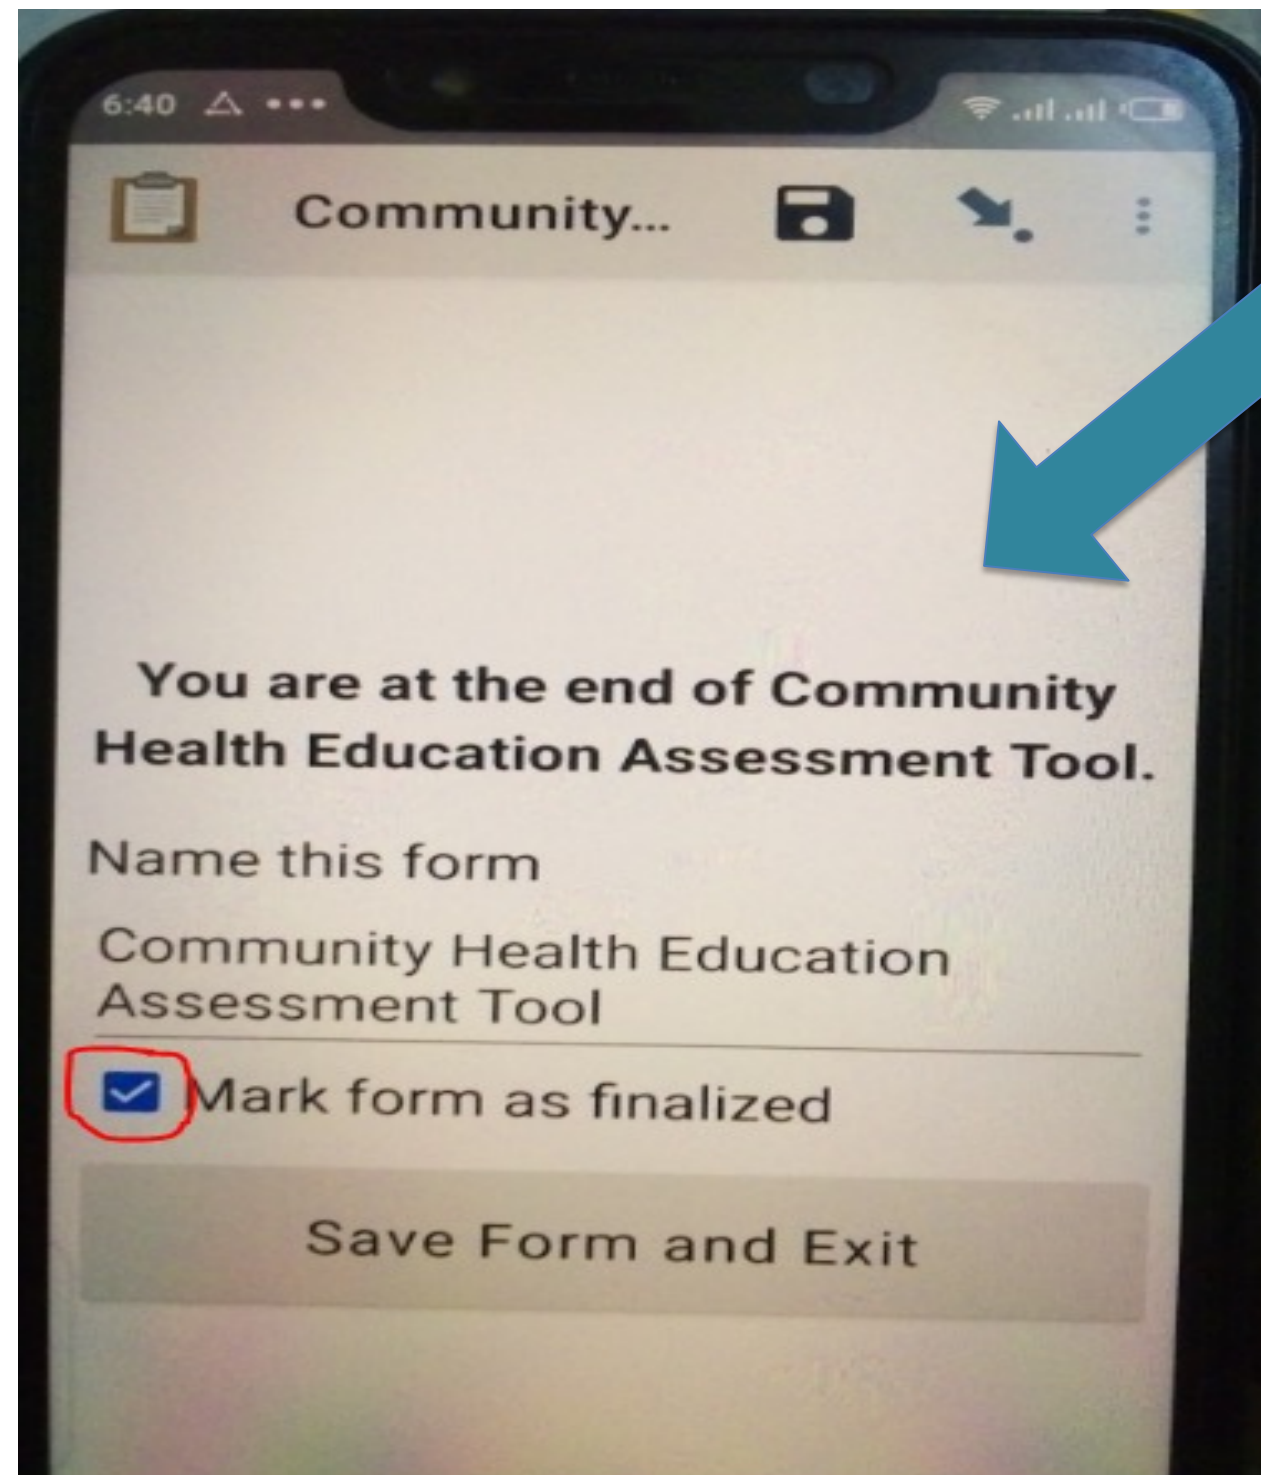 6:40
Community...
You are at the end of Community
Health Education Assessment Tool.
Name this form
Community Health Education
Assessment Tool
Mark form as finalized
Save Form and Exit